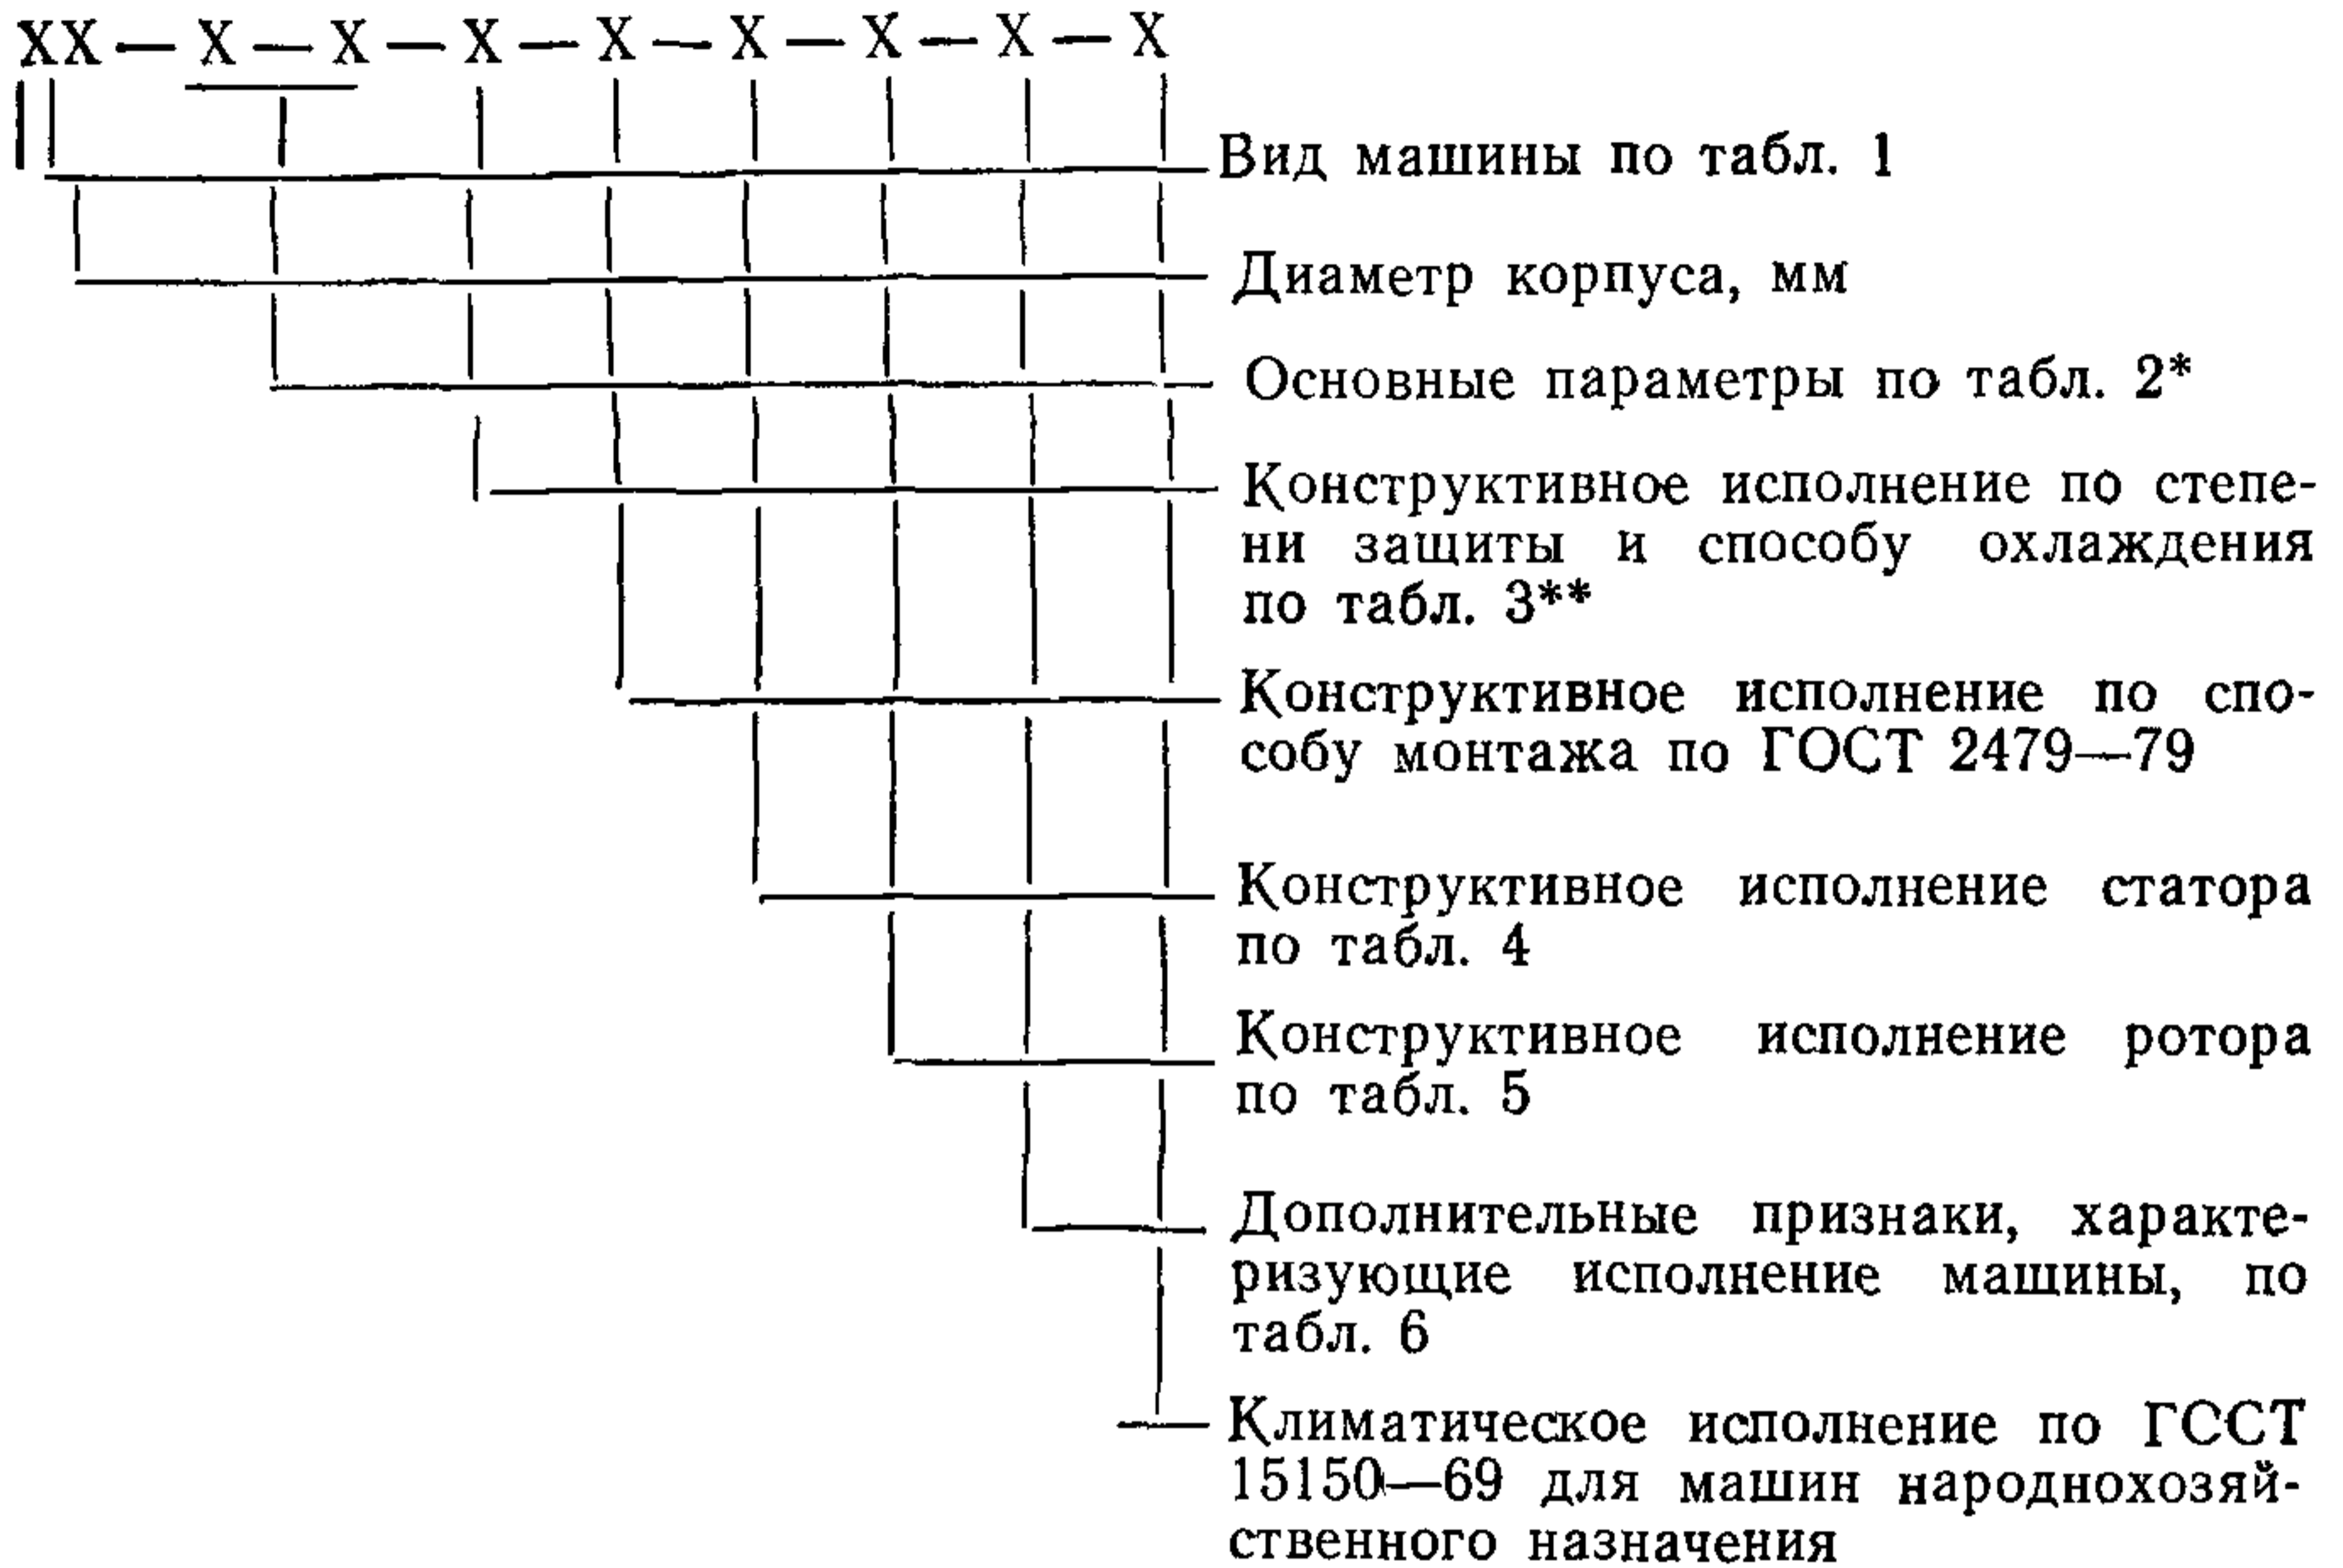 XX — X — X — X — X — X — X — X — X
Вид машины по табл. 1
Диаметр корпуса, мм
Основные параметры по табл. 2*
Конструктивное исполнение по степе-
ни защиты и способу охлаждения
по табл. 3**
Конструктивное исполнение по спо-
собу монтажа по ГОСТ 2479—79
Конструктивное исполнение статора
по табл. 4
Конструктивное исполнение ротора
по табл. 5
Дополнительные признаки, характе-
ризующие исполнение машины, по
табл. 6
Климатическое исполнение по ГССТ
15150—69 для машин народнохозяй-
ственного назначения